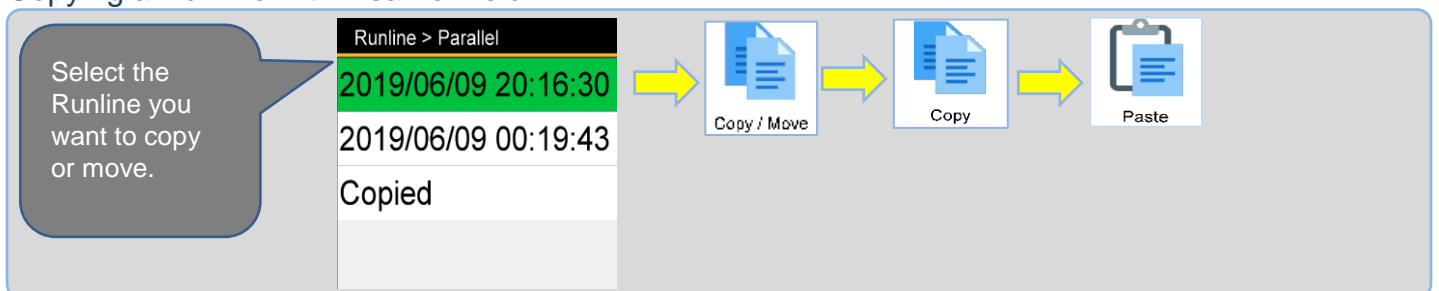 Select the
Runline you
want to copy
or move.
Runline > Parallel
2019/06/09 20:16:30
2019/06/09 00:19:43
Copied
Copy / Move
Copy
Paste